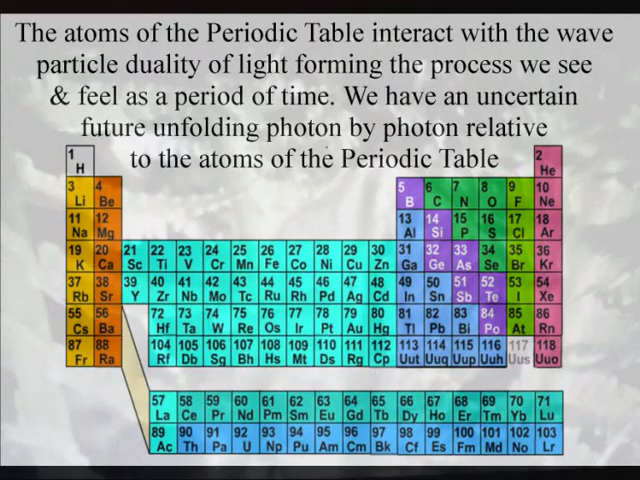 The atoms of the Periodic Table interact with the wave
particle duality of light forming the process we see
& feel as a period of time. We have an uncertain
future unfolding photon by photon relative
to the atoms of the Periodic Table
1 2
H He
3 4 5 6 7 8 9 10
Li Be B C N O F Ne
11 12 13 14 15 16 17 18
Na Mg Al Si P S Cl Ar
19 20 21 22 23 24 25 26 27 28 29 30 31 32 33 34 35 36
K Ca Sc Ti V Cr Mn Fe Co Ni Cu Zn Ga Ge As Se Br Kr
37 38 39 40 41 42 43 44 45 46 47 48 49 50 51 52 53 54
Rb Sr Y Zr Nb Mo Tc Ru Rh Pd Ag Cd In Sn Sb Te I Xe
55 56 72 73 74 75 76 77 78 79 80 81 82 83 84 85 86
Cs Ba Hf Ta W Re Os Ir Pt Au Hg Tl Pb Bi Po At Rn
87 88 104 105 106 107 108 109 110 111 112 113 114 115 116 117 118
Fr Ra Rf Db Sg Bh Hs Mt Ds Rg Cp Uut Uuq Uup Uuh Uus Uuo
57 58 59 60 61 62 63 64 65 66 67 68 69 70 71
La Ce Pr Nd Pm Sm Eu Gd Tb Dy Ho Er Tm Yb Lu
89 90 91 92 93 94 95 96 97 98 99 100 101 102 103
Ac Th Pa U Np Pu Am Cm Bk Cf Es Fm Md No Lr